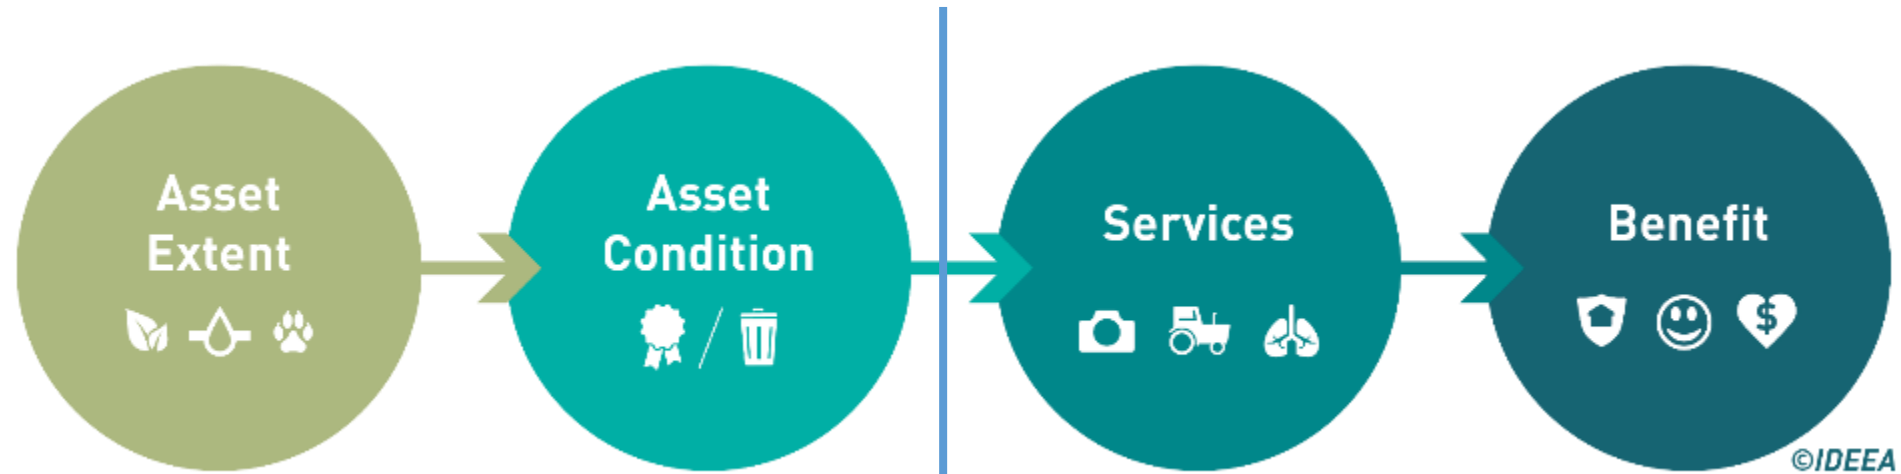 Asset
Extent
Asset
Condition
Services
Benefit
$
©IDEEA